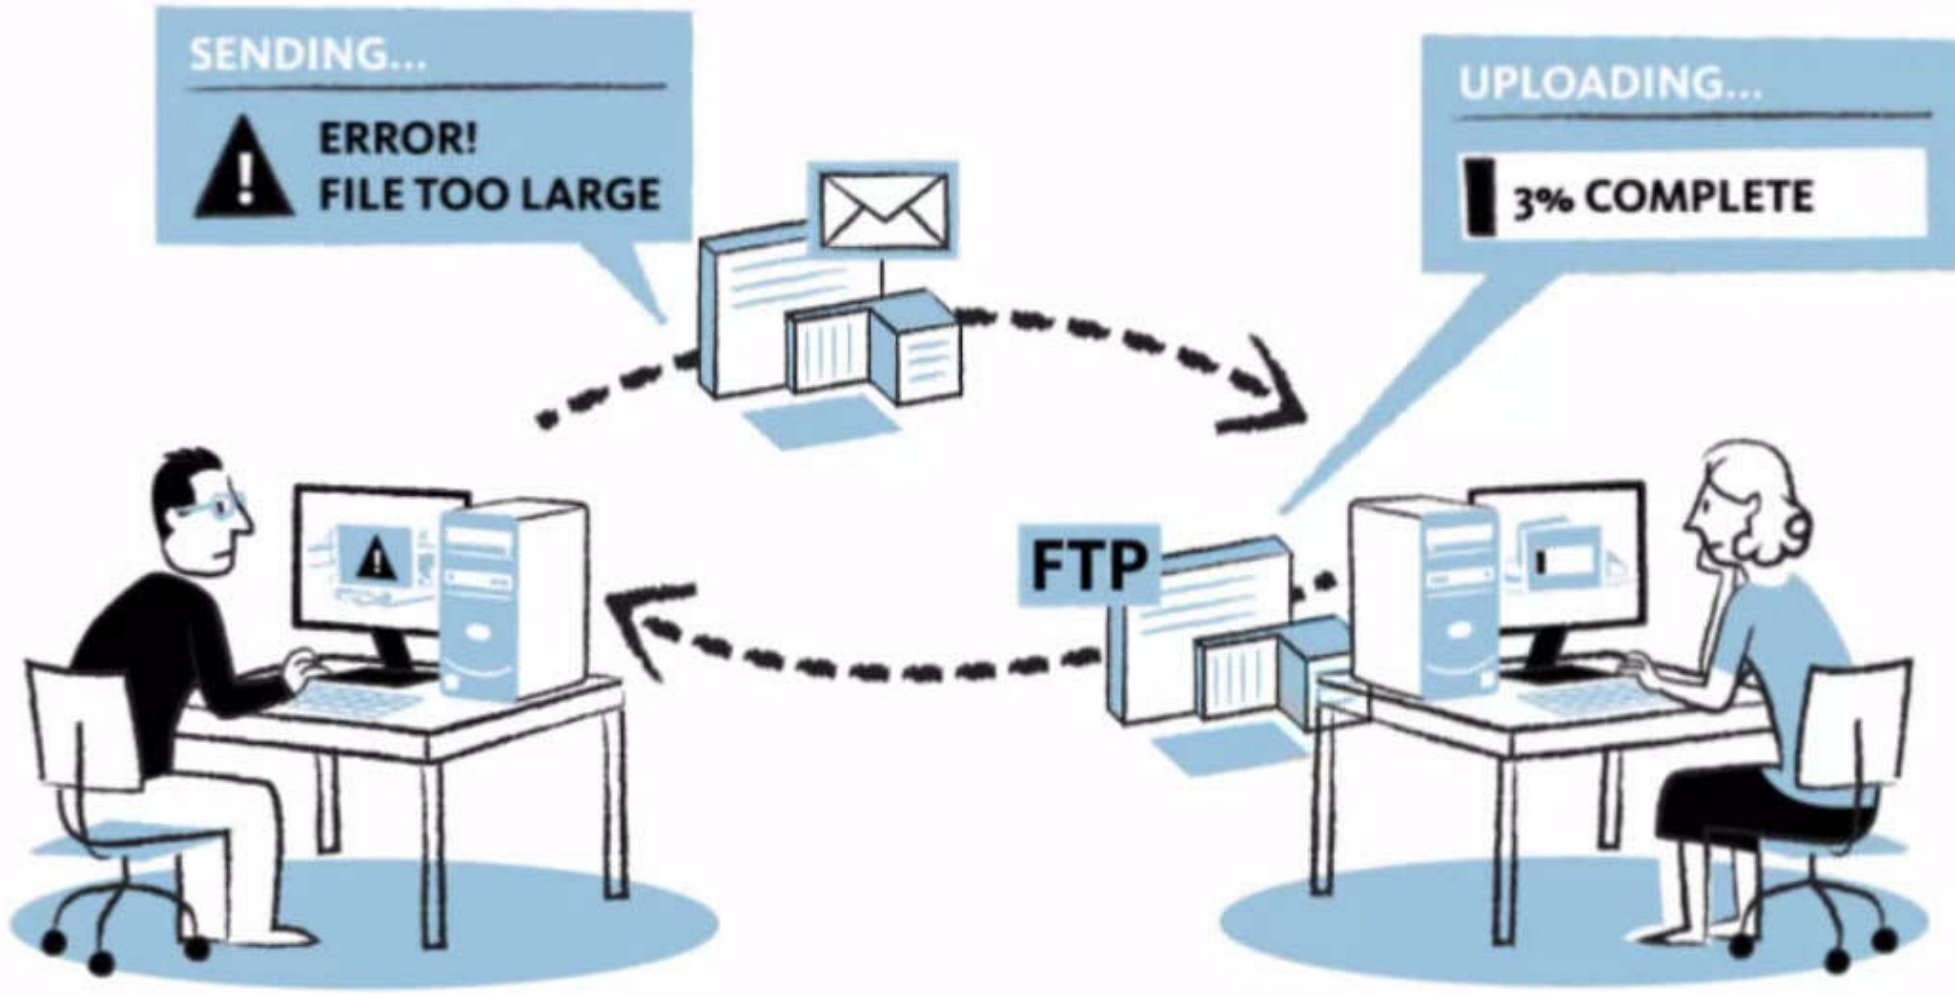 SENDING...
ERROR!
FILE TOO LARGE
UPLOADING...
3% COMPLETE
FTP